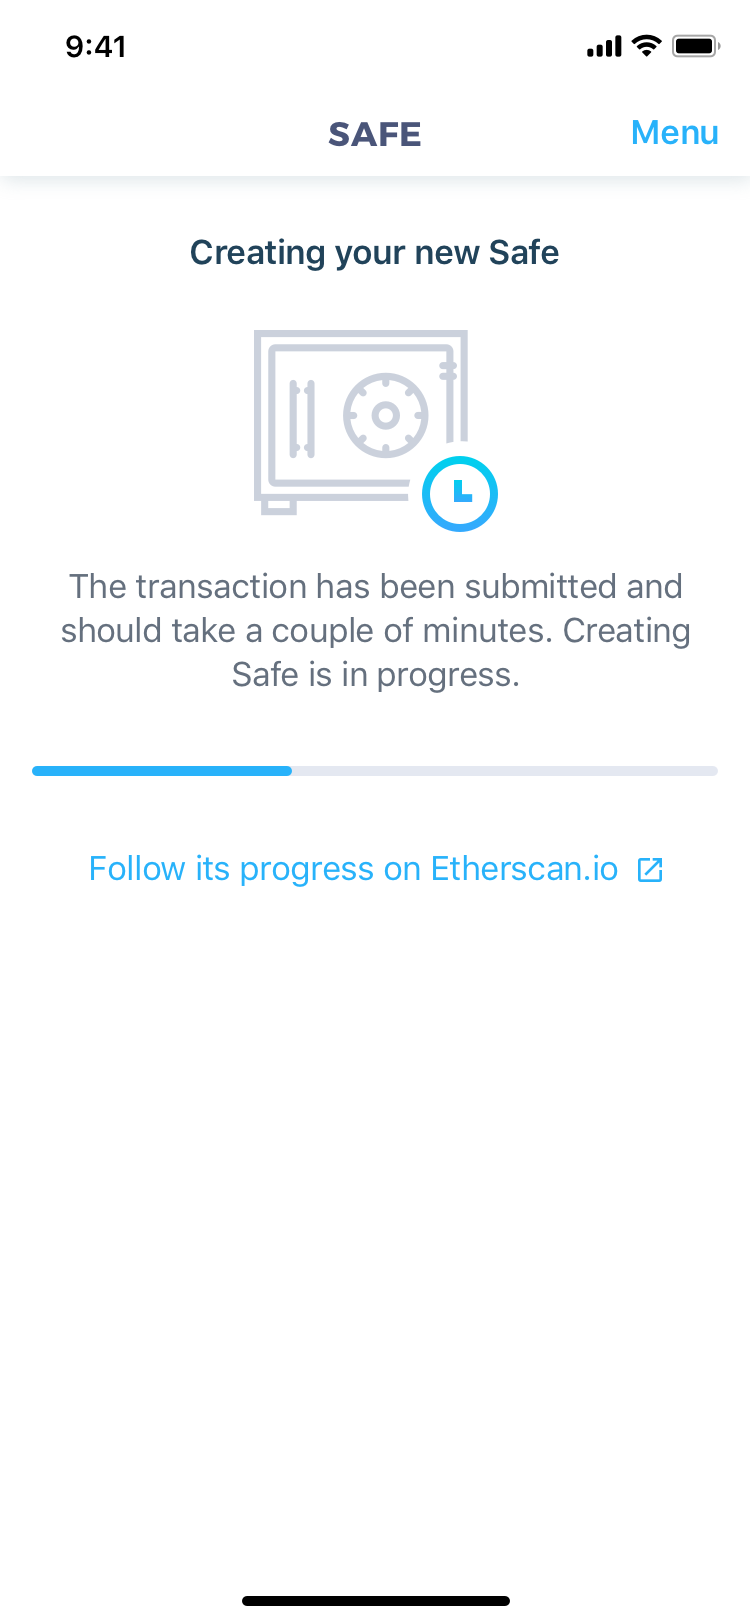 9:41
SAFE
Menu
Creating your new Safe
The transaction has been submitted and
should take a couple of minutes. Creating
Safe is in progress.
Follow its progress on Etherscan.io